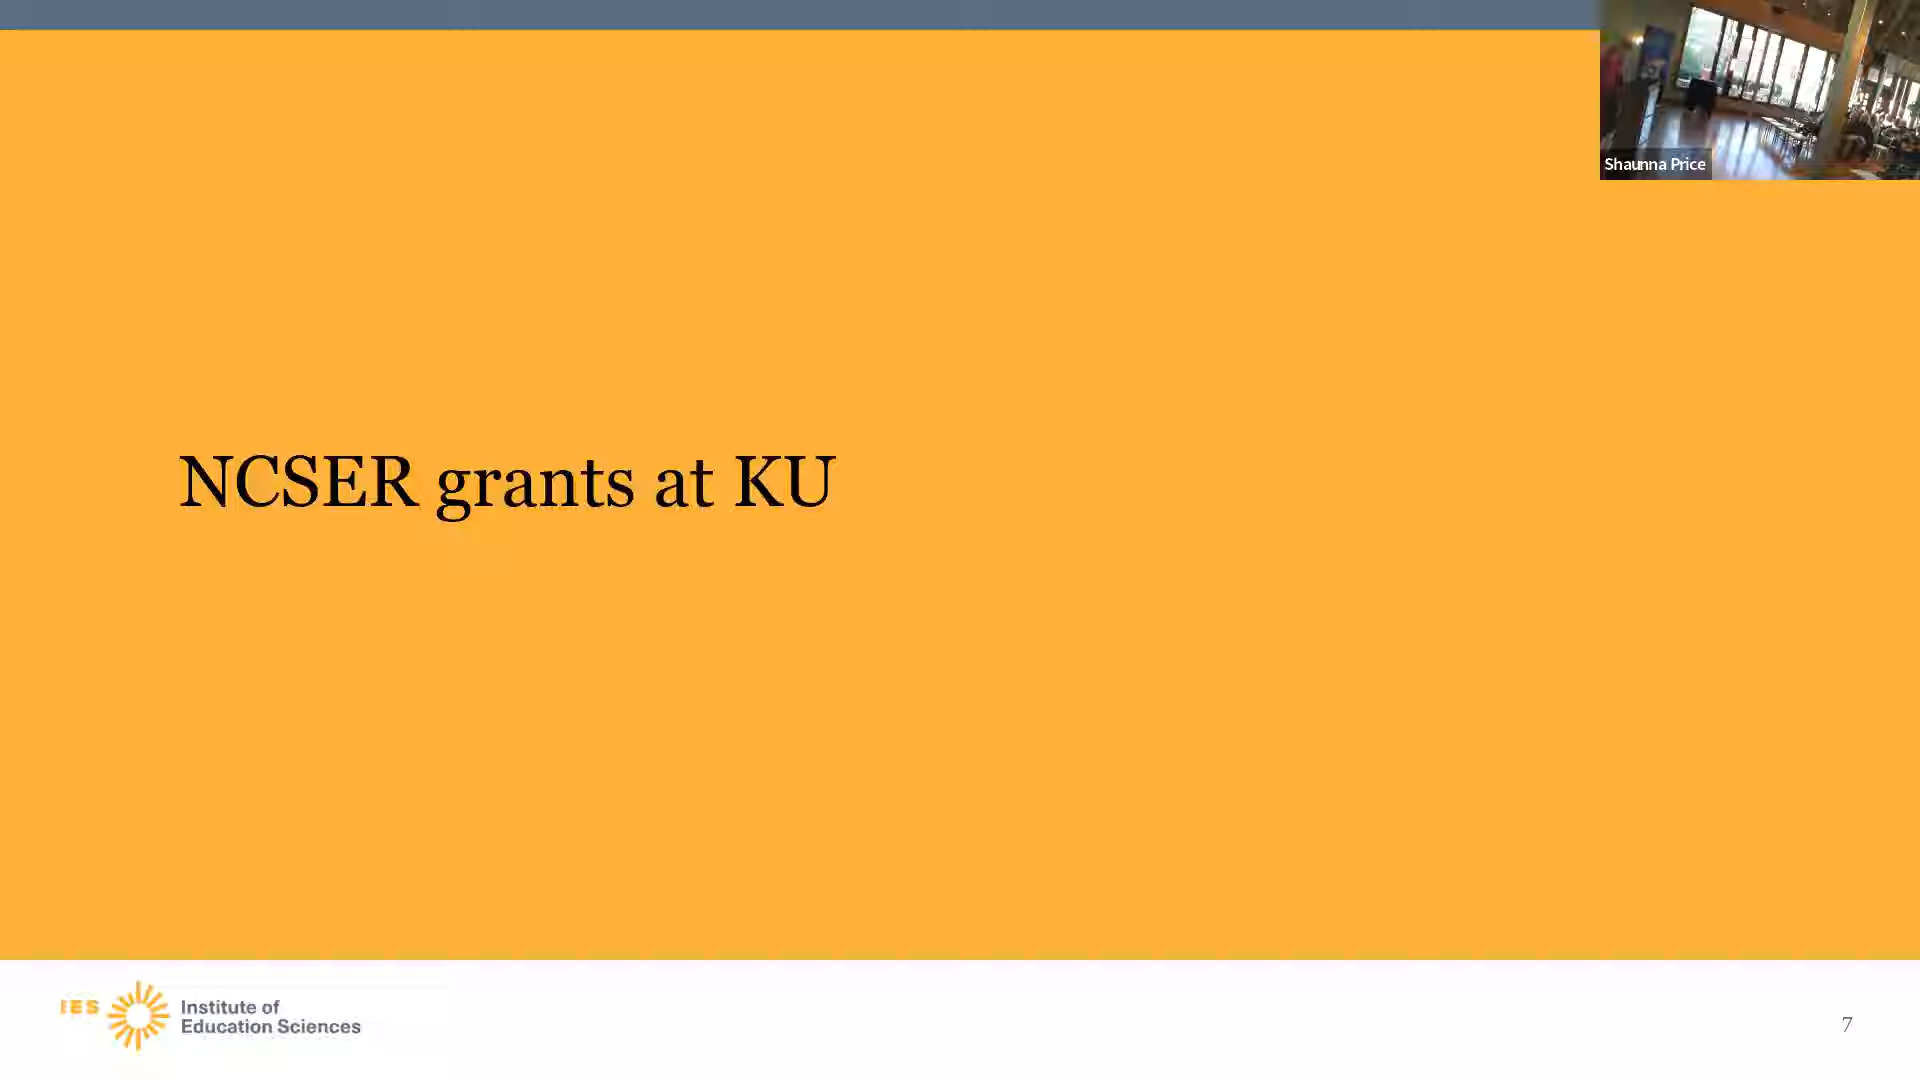 Shaunna Price
NCSER grants at KU
IES
Institute of
Education Sciences
7